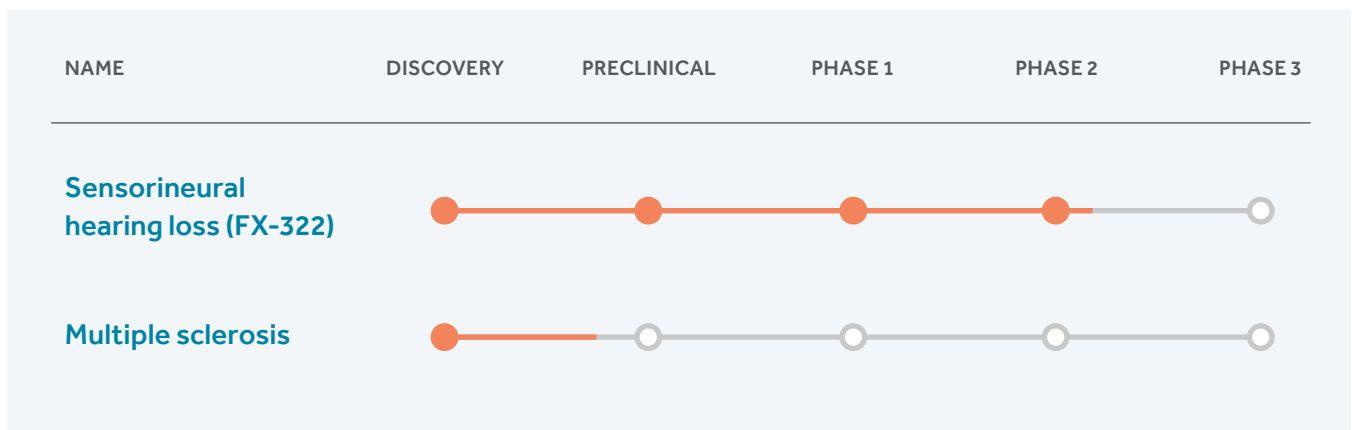 NAME DISCOVERY PRECLINICAL PHASE 1 PHASE 2 PHASE 3
Sensorineural
hearing loss (FX-322)
Multiple sclerosis